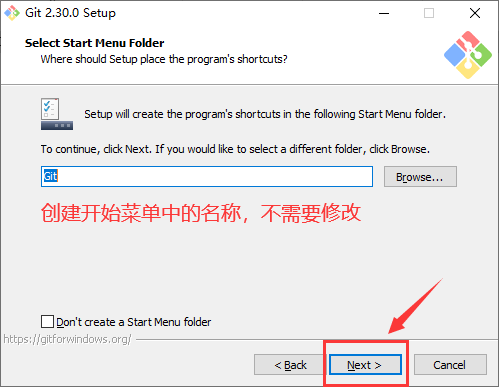 Git 2.30.0 Setup
Select Start Menu Folder
Where should Setup place the program's shortcuts?
Setup will create the program's shortcuts in the following Start Menu folder.
To continue, click Next. If you would like to select a different folder, click Browse.
Git
Browse...
创建开始菜单中的名称，不需要修改
Don't create a Start Menu folder
https://gitforwindows.org/
< Back
Next >
Cancel